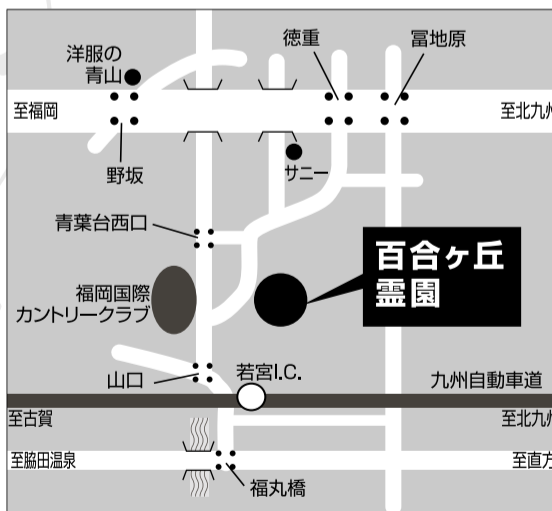 洋服の
青山
徳重
冨地原
至福岡
至北九州
野坂
サニー
青葉台西口
百合ヶ丘
霊園
福岡国際
カントリークラブ
山口
若宮I.C.
九州自動車道
至古賀
至北九州
至脇田温泉
至直方
福丸橋